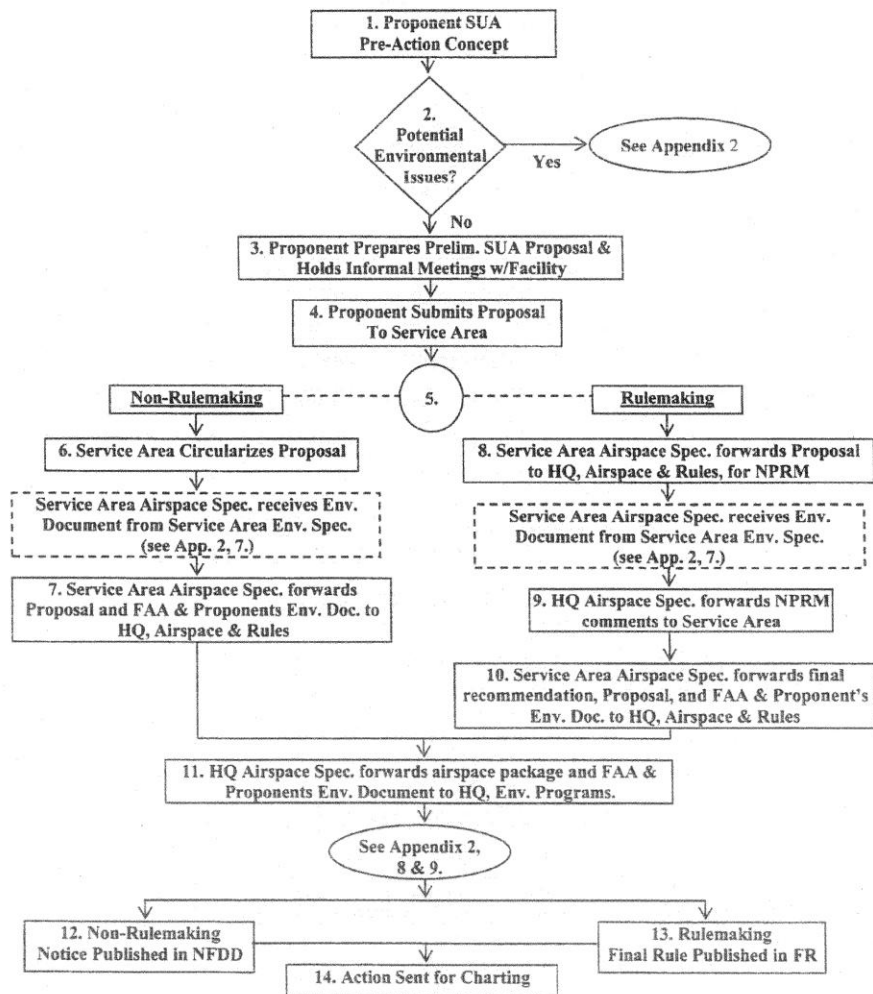 1. Proponent SUA
Pre-Action Concept
2.
Potential
Environmental
Issues?
Yes
See Appendix 2
No
3. Proponent Prepares Prelim. SUA Proposal &
Holds Informal Meetings w/Facility
4. Proponent Submits Proposal
To Service Area
5.
Non-Rulemaking
Rulemaking
6. Service Area Circularizes Proposal
Service Area Airspace Spec. receives Env.
Document from Service Area Env. Spec.
(see App. 2, 7.)
7. Service Area Airspace Spec. forwards
Proposal and FAA & Proponents Env. Doc. to
HQ, Airspace & Rules
8. Service Area Airspace Spec. forwards Proposal
to HQ, Airspace & Rules, for NPRM
Service Area Airspace Spec. receives Env.
Document from Service Area Env. Spec.
(see App. 2, 7.)
9. HQ Airspace Spec. forwards NPRM
comments to Service Area
10. Service Area Airspace Spec. forwards final
recommendation, Proposal, and FAA & Proponent's
Env. Doc. to HQ, Airspace & Rules
11. HQ Airspace Spec. forwards airspace package and FAA &
Proponents Env. Document to HQ, Env. Programs.
See Appendix 2,
8 & 9.
12. Non-Rulemaking
Notice Published in NFDD
13. Rulemaking
Final Rule Published in FR
14. Action Sent for Charting